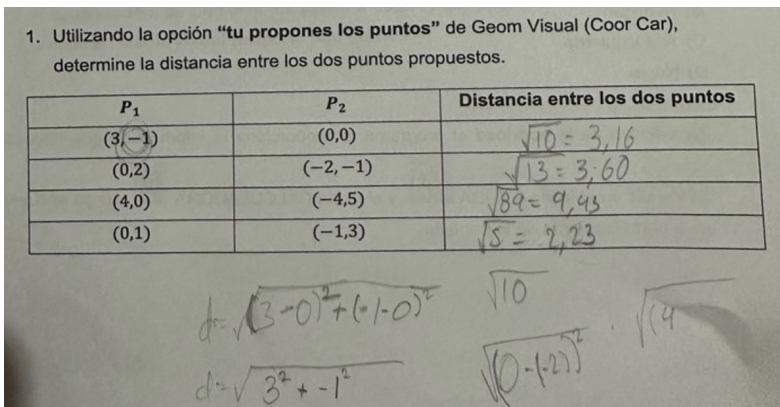 1. Utilizando la opción “tu propones los puntos” de Geom Visual (Coor Car),
determine la distancia entre los dos puntos propuestos.
P₁ P₂ Distancia entre los dos puntos
(3,−1) (0,0) √10 = 3,16
(0,2) (−2,−1) √13 = 3,60
(4,0) (−4,5) √89 = 9,43
(0,1) (−1,3) √5 = 2,23
d=√(3-0)²+(-1-0)² √10
d=√3²+-1² √(0-(-2))² √(4